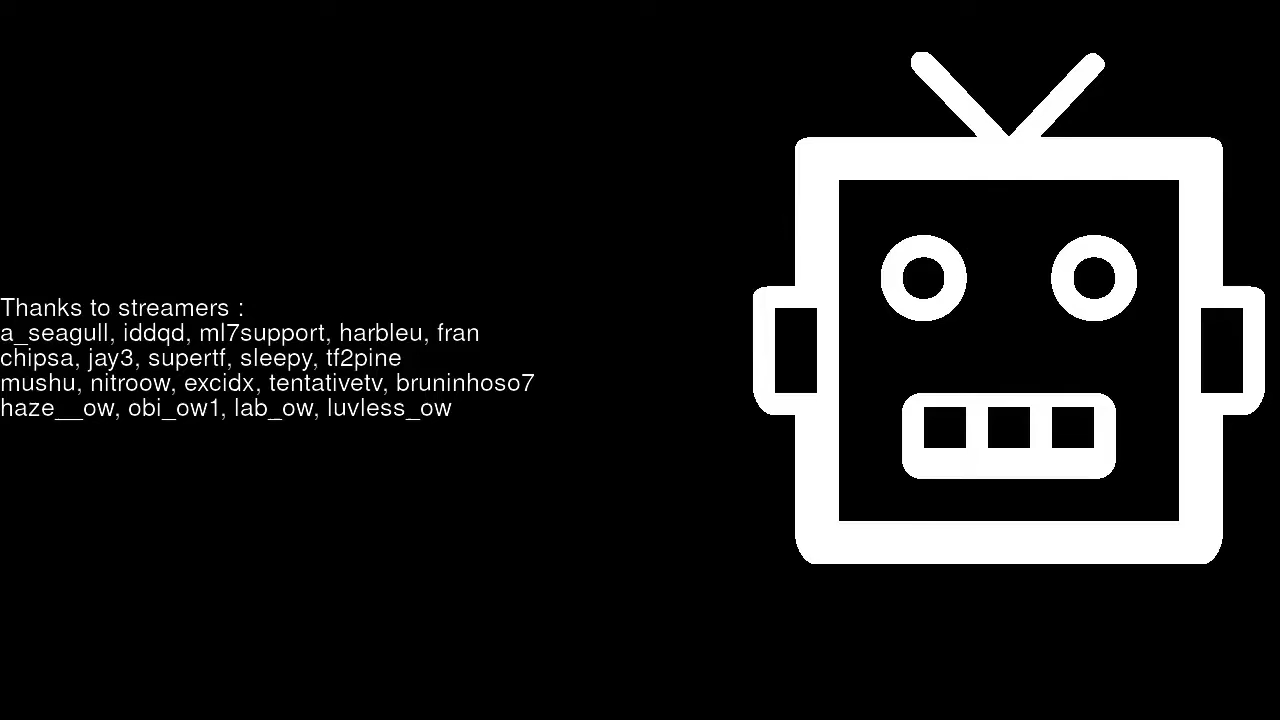 Thanks to streamers :
a_seagull, iddqd, ml7support, harbleu, fran
chipsa, jay3, supertf, sleepy, tf2pine
mushu, nitroow, excidx, tentativetv, bruninhoso7
haze__ow, obi_ow1, lab_ow, luvless_ow